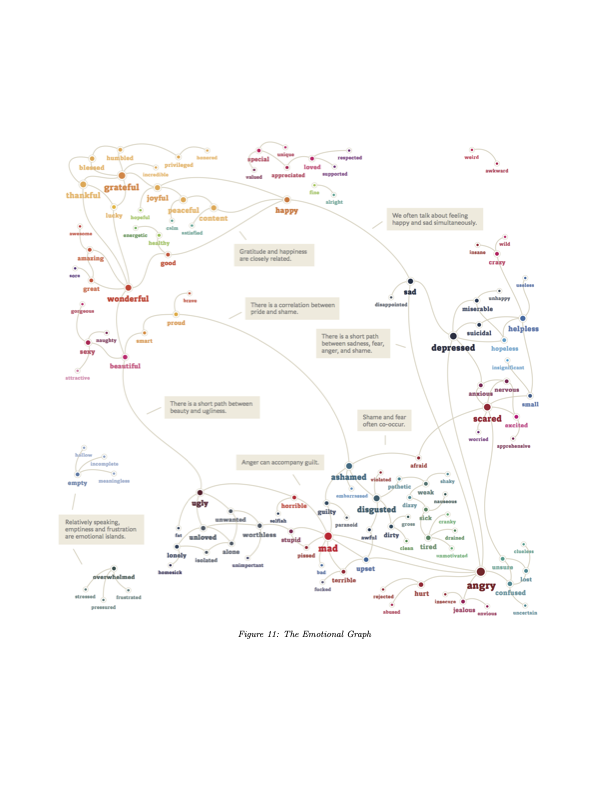 humbled
honored
blessed
privileged
incredible
grateful
thankful
joyful
lucky
hopeful
peaceful
content
calm
satisfied
energetic
healthy
happy
special
unique
valued
appreciated
loved
respected
supported
fine
alright
weird
awkward
We often talk about feeling
happy and sad simultaneously.
Gratitude and happiness
are closely related.
awesome
amazing
good
sure
great
wonderful
gorgeous
brave
proud
smart
naughty
sexy
beautiful
attractive
There is a correlation between
pride and shame.
There is a short path
between sadness, fear,
anger, and shame.
wild
insane
crazy
sad
disappointed
useless
unhappy
miserable
suicidal
helpless
depressed
hopeless
insignificant
anxious
nervous
small
scared
excited
worried
apprehensive
There is a short path between
beauty and ugliness.
Shame and fear
often co-occur.
Anger can accompany guilt.
hollow
incomplete
empty
meaningless
Relatively speaking,
emptiness and frustration
are emotional islands.
overwhelmed
stressed
frustrated
pressured
afraid
ashamed
violated
embarrassed
pathetic
shaky
weak
disgusted
dizzy
nauseous
ugly
horrible
guilty
selfish
unwanted
paranoid
gross
sick
cranky
fat
unloved
worthless
stupid
awful
dirty
drained
lonely
alone
mad
clean
tired
unmotivated
isolated
pissed
homesick
unimportant
bad
upset
terrible
fucked
angry
hurt
rejected
abused
insecure
jealous
envious
clueless
unsure
lost
confused
uncertain
Figure 11: The Emotional Graph